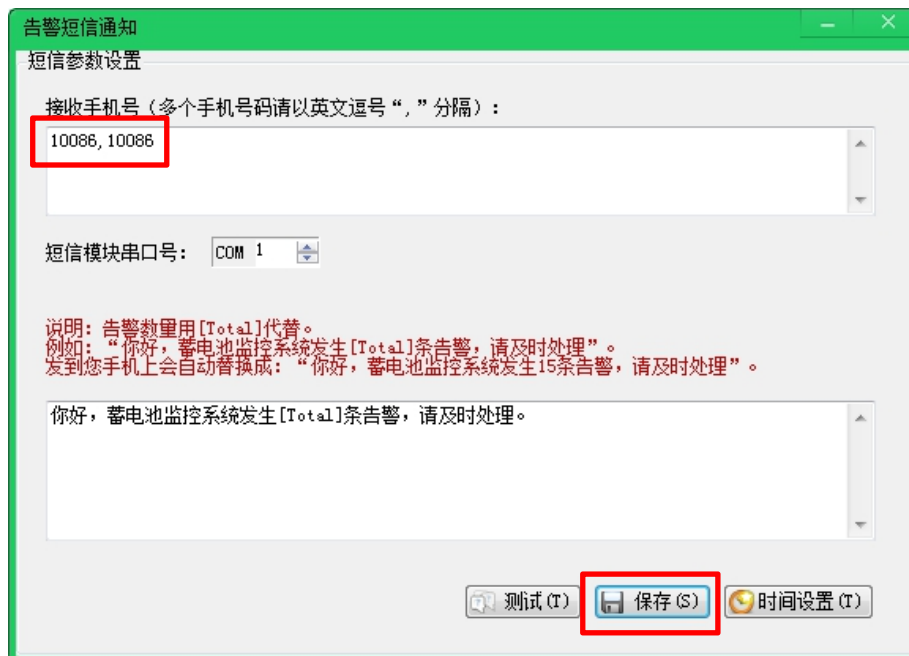 告警短信通知
短信参数设置
接收手机号（多个手机号码请以英文逗号“,”分隔）:
10086,10086
短信模块串口号: COM 1
说明: 告警数量用[Total]代替。
例如: “你好, 蓄电池监控系统发生[Total]条告警, 请及时处理”。
发到您手机上会自动替换成: “你好, 蓄电池监控系统发生15条告警, 请及时处理”。
你好, 蓄电池监控系统发生[Total]条告警, 请及时处理。
测试(T) 保存(S) 时间设置(T)